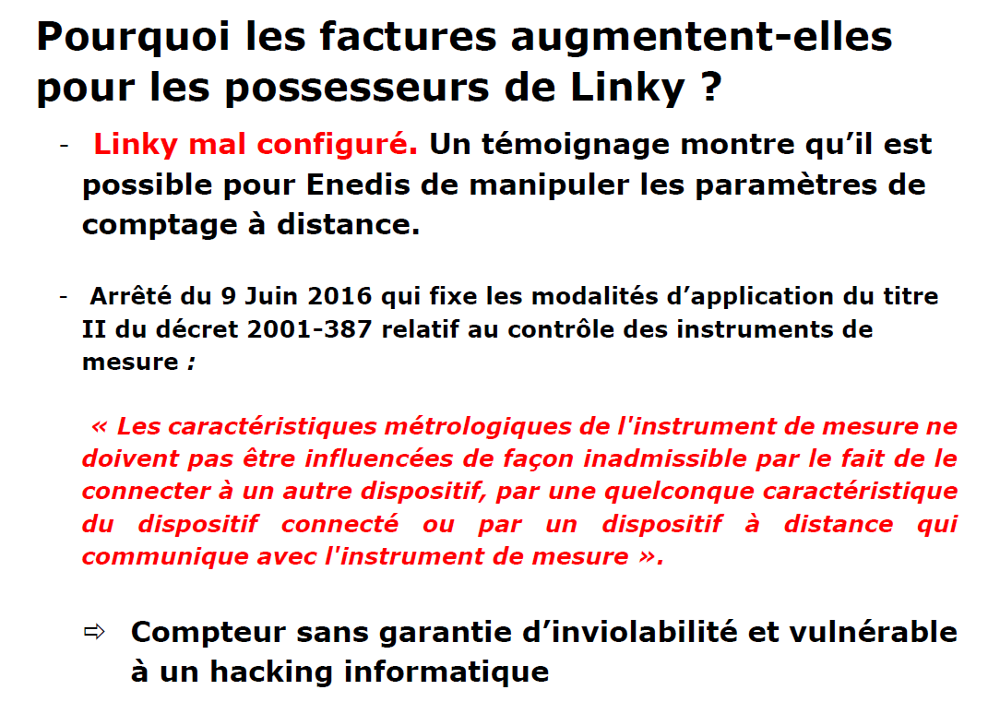 Pourquoi les factures augmentent-elles
pour les possesseurs de Linky ?
- Linky mal configuré. Un témoignage montre qu’il est
possible pour Enedis de manipuler les paramètres de
comptage à distance.
- Arrêté du 9 Juin 2016 qui fixe les modalités d’application du titre
II du décret 2001-387 relatif au contrôle des instruments de
mesure :
« Les caractéristiques métrologiques de l'instrument de mesure ne
doivent pas être influencées de façon inadmissible par le fait de le
connecter à un autre dispositif, par une quelconque caractéristique
du dispositif connecté ou par un dispositif à distance qui
communique avec l'instrument de mesure ».
⇨ Compteur sans garantie d’inviolabilité et vulnérable
à un hacking informatique